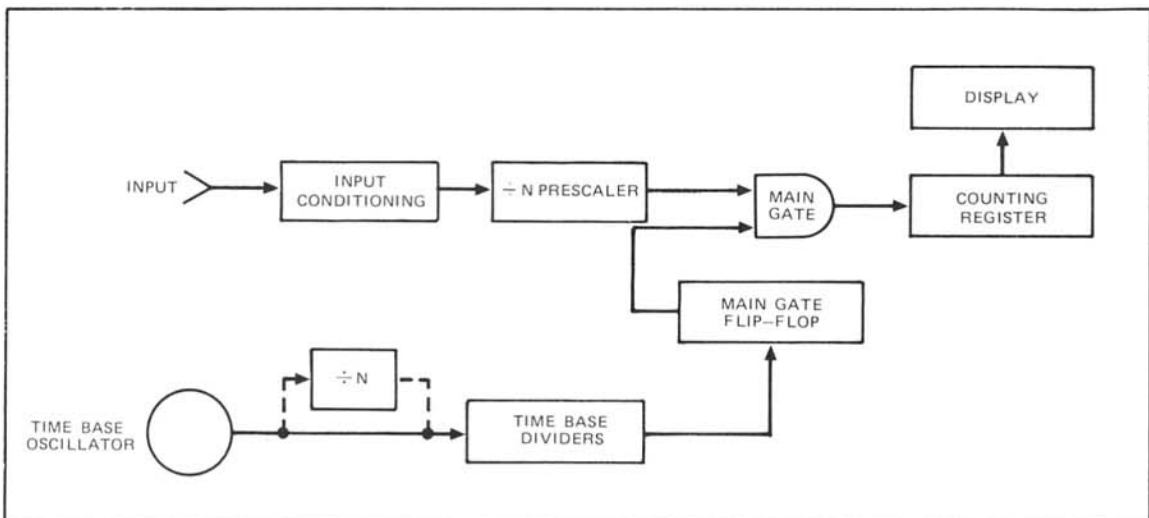 DISPLAY
INPUT
INPUT
CONDITIONING
÷N PRESCALER
MAIN
GATE
COUNTING
REGISTER
MAIN GATE
FLIP–FLOP
÷N
TIME BASE
OSCILLATOR
TIME BASE
DIVIDERS